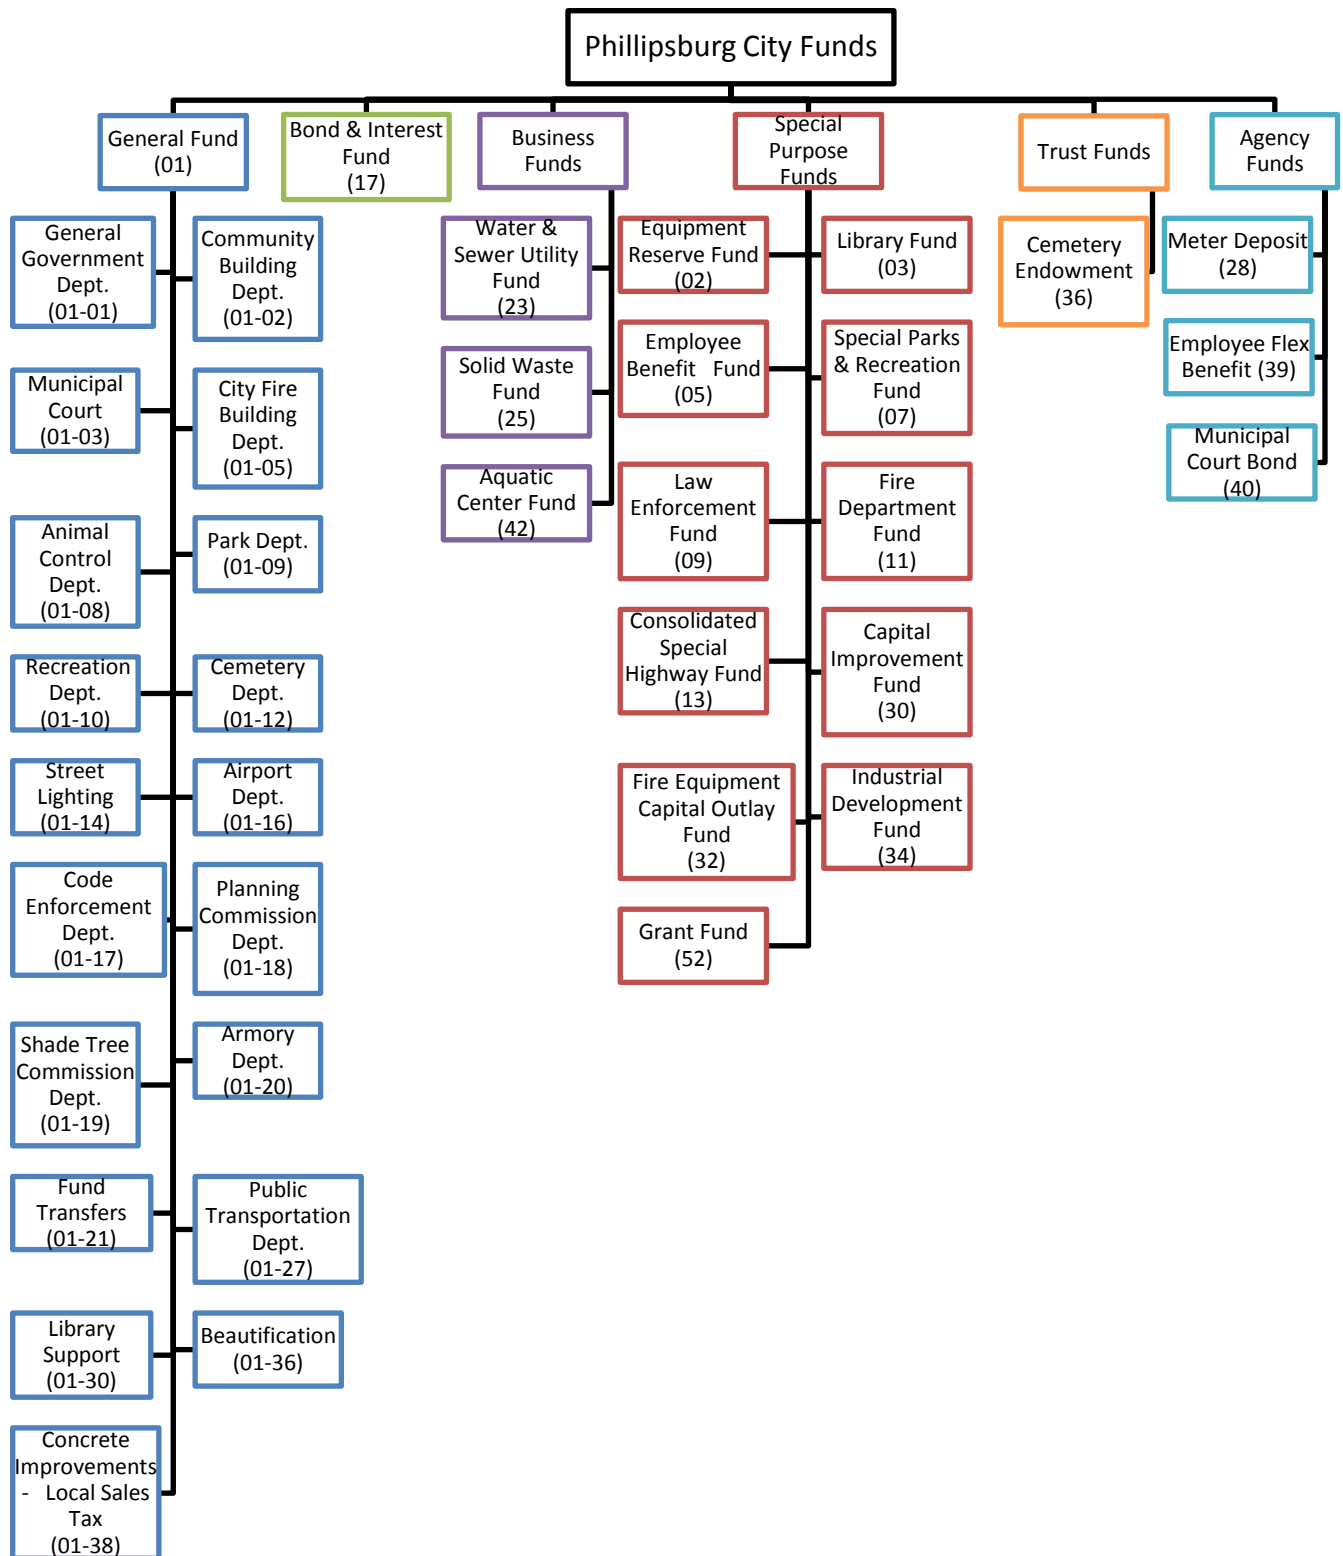 Phillipsburg City Funds
General Fund
(01)
Bond & Interest
Fund
(17)
Business
Funds
Special
Purpose
Funds
Trust Funds
Agency
Funds
General
Government
Dept.
(01-01)
Community
Building
Dept.
(01-02)
Municipal
Court
(01-03)
City Fire
Building
Dept.
(01-05)
Animal
Control
Dept.
(01-08)
Park Dept.
(01-09)
Recreation
Dept.
(01-10)
Cemetery
Dept.
(01-12)
Street
Lighting
(01-14)
Airport
Dept.
(01-16)
Code
Enforcement
Dept.
(01-17)
Planning
Commission
Dept.
(01-18)
Shade Tree
Commission
Dept.
(01-19)
Armory
Dept.
(01-20)
Fund
Transfers
(01-21)
Public
Transportation
Dept.
(01-27)
Library
Support
(01-30)
Beautification
(01-36)
Concrete
Improvements
- Local Sales
Tax
(01-38)
Water &
Sewer Utility
Fund
(23)
Solid Waste
Fund
(25)
Aquatic
Center Fund
(42)
Equipment
Reserve Fund
(02)
Library Fund
(03)
Employee
Benefit Fund
(05)
Special Parks
& Recreation
Fund
(07)
Law
Enforcement
Fund
(09)
Fire
Department
Fund
(11)
Consolidated
Special
Highway Fund
(13)
Capital
Improvement
Fund
(30)
Fire Equipment
Capital Outlay
Fund
(32)
Industrial
Development
Fund
(34)
Grant Fund
(52)
Cemetery
Endowment
(36)
Meter Deposit
(28)
Employee Flex
Benefit (39)
Municipal
Court Bond
(40)